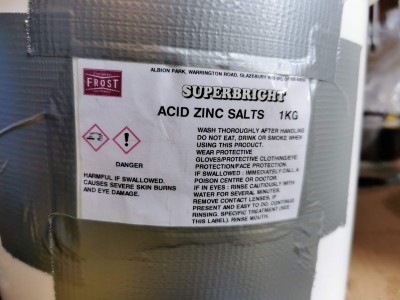 ALBION PARK, WARRINGTON ROAD, GLAZEBURY
FROST
SUPERBRIGHT
ACID ZINC SALTS 1KG
WASH THOROUGHLY AFTER HANDLING
DO NOT EAT, DRINK OR SMOKE WHEN
USING THIS PRODUCT.
WEAR PROTECTIVE
GLOVES/PROTECTIVE CLOTHING/EYE
PROTECTION/FACE PROTECTION.
IF SWALLOWED : IMMEDIATELY CALL A
POISON CENTRE OR DOCTOR.
IF IN EYES : RINSE CAUTIOUSLY WITH
WATER FOR SEVERAL MINUTES.
REMOVE CONTACT LENSES, IF
PRESENT AND EASY TO DO. CONTINUE
RINSING. SPECIFIC TREATMENT (SEE
THIS LABEL). RINSE MOUTH.
DANGER
HARMFUL IF SWALLOWED.
CAUSES SEVERE SKIN BURNS
AND EYE DAMAGE.